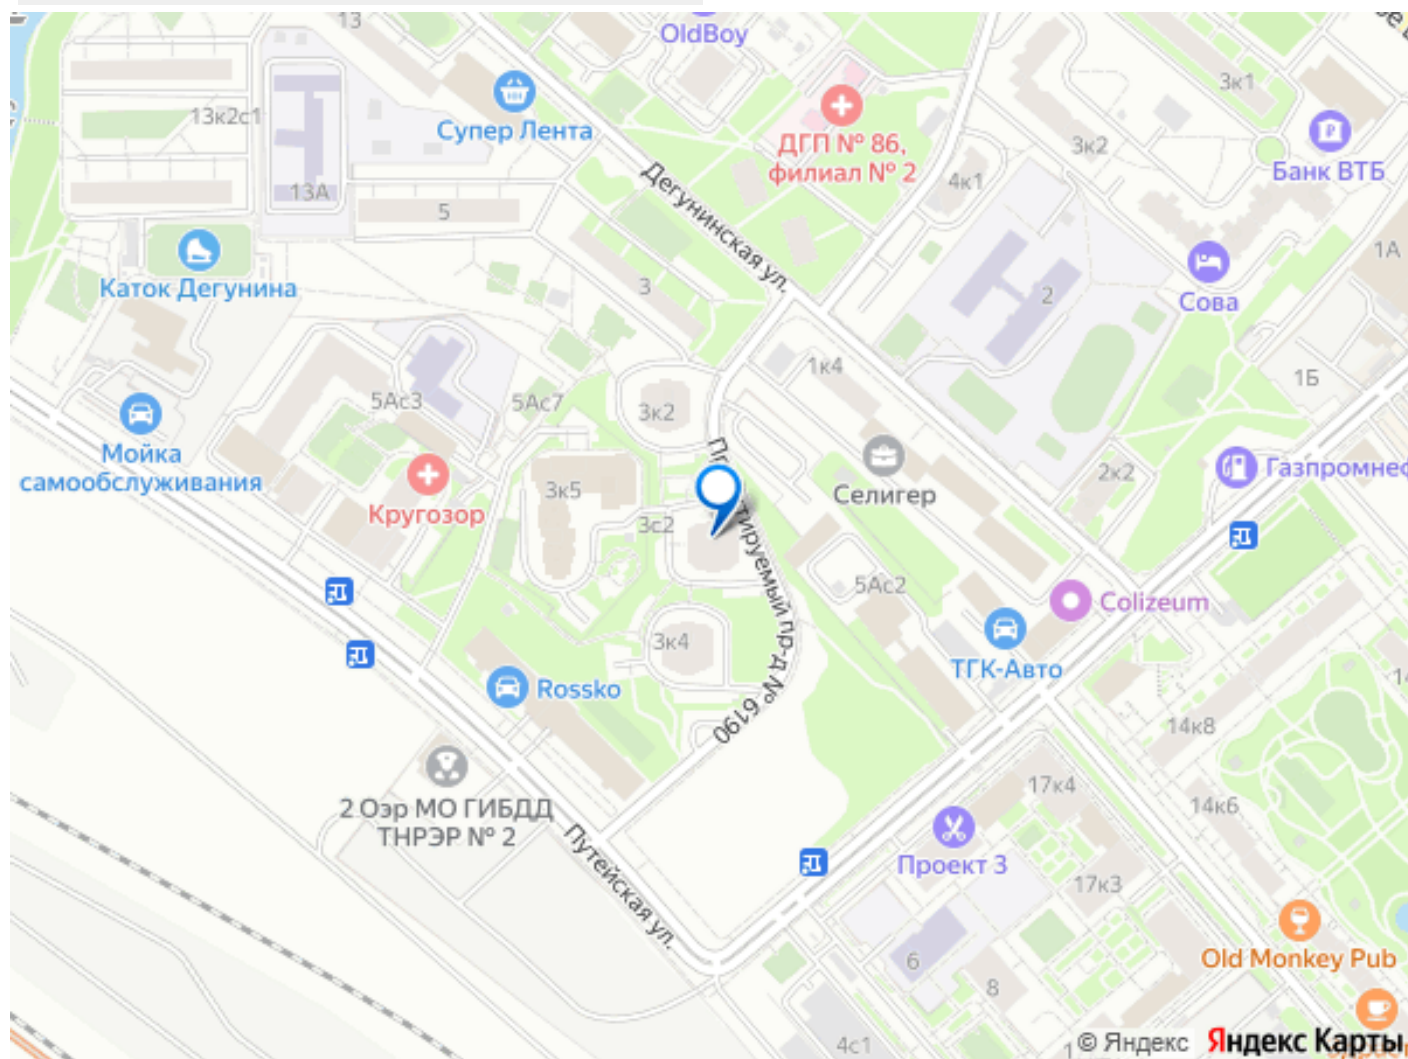 13
OldBoy
3к1
13к2с1
Супер Лента
ДГП № 86,
филиал № 2
3к2
Банк ВТБ
13А
5
Дегунинская ул.
4к1
1А
Каток Дегунина
3
2
Сова
1к4
1Б
5Ас3
5Ас7
3к2
Мойка
самообслуживания
Кругозор
3к5
3с2
Селигер
2к2
Газпромнеф
5Ас2
Colizeum
3к4
ТГК-Авто
Rossko
пр-д № 6190
14к8
2 Оэр МО ГИБДД
ТНРЭР № 2
17к4
14к6
Путейская ул.
Проект 3
17к3
6
8
Old Monkey Pub
4с1
© Яндекс Яндекс Карты